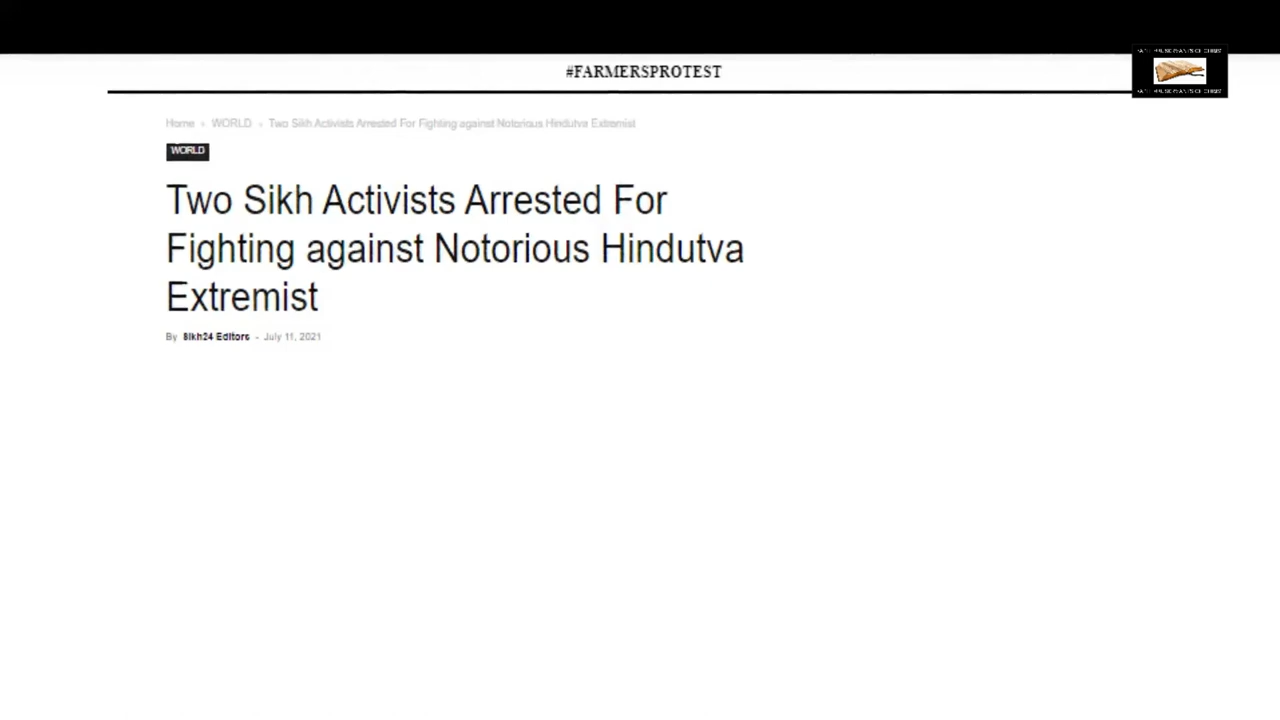 #FARMERSPROTEST
Home » WORLD » Two Sikh Activists Arrested For Fighting against Notorious Hindutva Extremist
WORLD
Two Sikh Activists Arrested For
Fighting against Notorious Hindutva
Extremist
By Sikh24 Editors - July 11, 2021